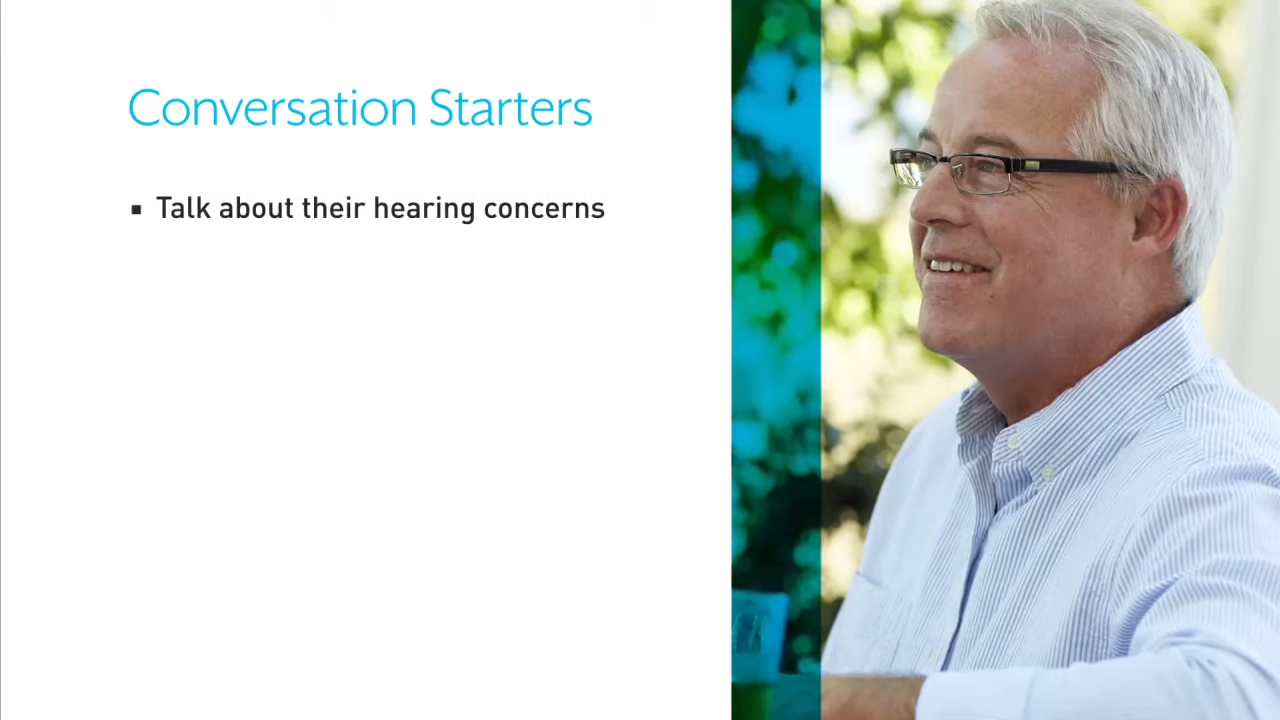 Conversation Starters
▪ Talk about their hearing concerns